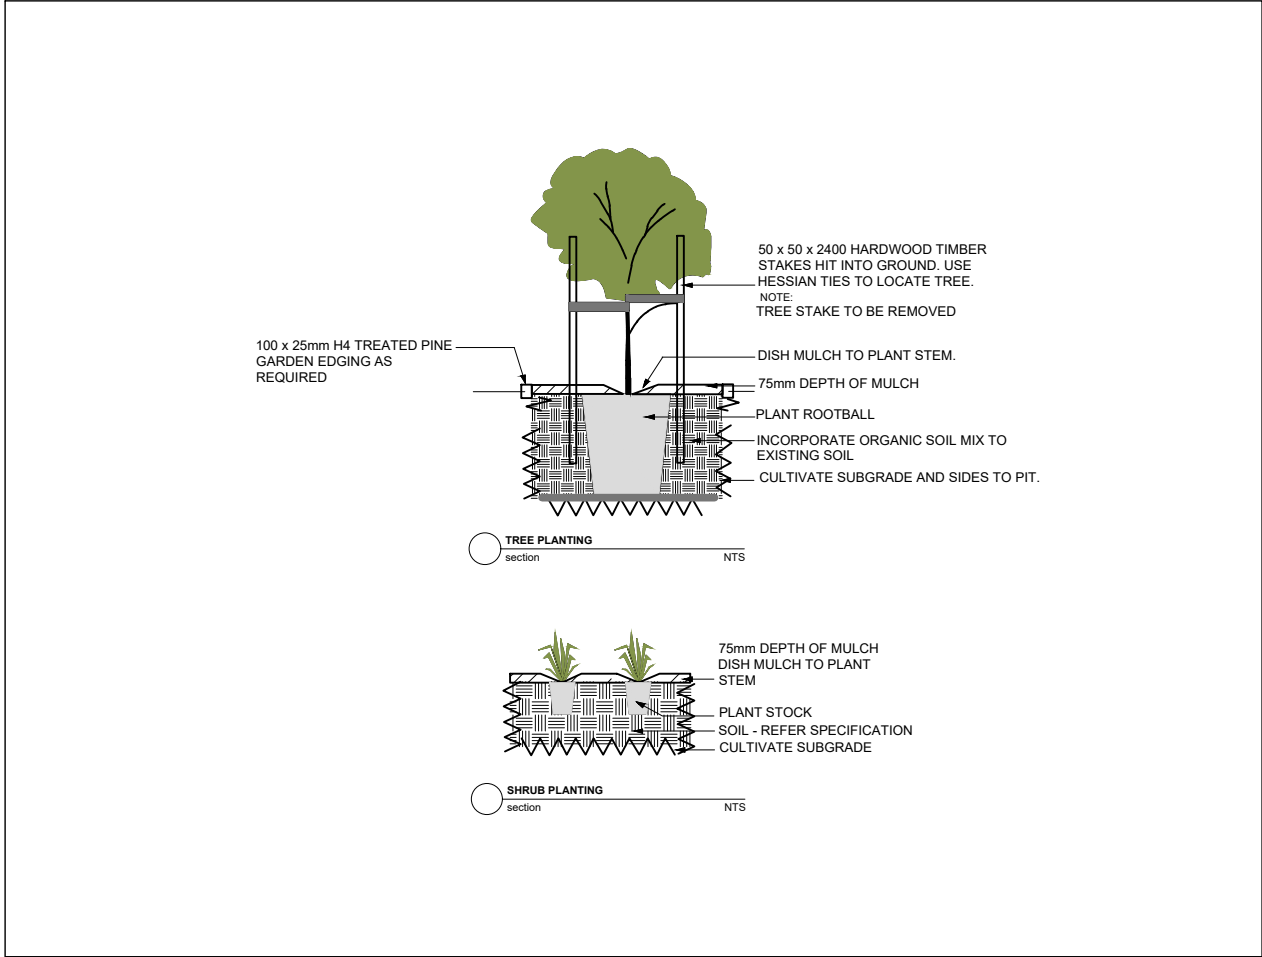 50 x 50 x 2400 HARDWOOD TIMBER
STAKES HIT INTO GROUND. USE
HESSIAN TIES TO LOCATE TREE.
NOTE:
TREE STAKE TO BE REMOVED
100 x 25mm H4 TREATED PINE
GARDEN EDGING AS
REQUIRED
DISH MULCH TO PLANT STEM.
75mm DEPTH OF MULCH
PLANT ROOTBALL
INCORPORATE ORGANIC SOIL MIX TO
EXISTING SOIL
CULTIVATE SUBGRADE AND SIDES TO PIT.
TREE PLANTING
section NTS
75mm DEPTH OF MULCH
DISH MULCH TO PLANT
STEM
PLANT STOCK
SOIL - REFER SPECIFICATION
CULTIVATE SUBGRADE
SHRUB PLANTING
section NTS